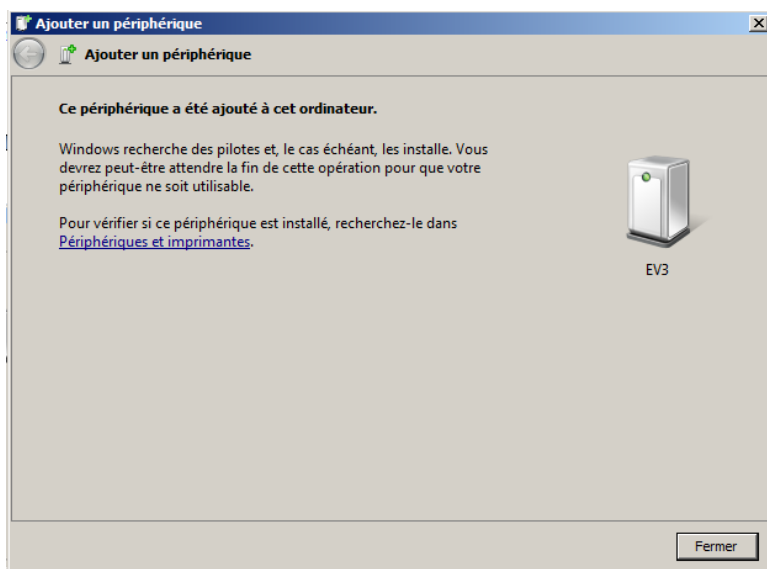 Ajouter un périphérique
Ajouter un périphérique
Ce périphérique a été ajouté à cet ordinateur.
Windows recherche des pilotes et, le cas échéant, les installe. Vous
devrez peut-être attendre la fin de cette opération pour que votre
périphérique ne soit utilisable.
Pour vérifier si ce périphérique est installé, recherchez-le dans
Périphériques et imprimantes.
EV3
Fermer